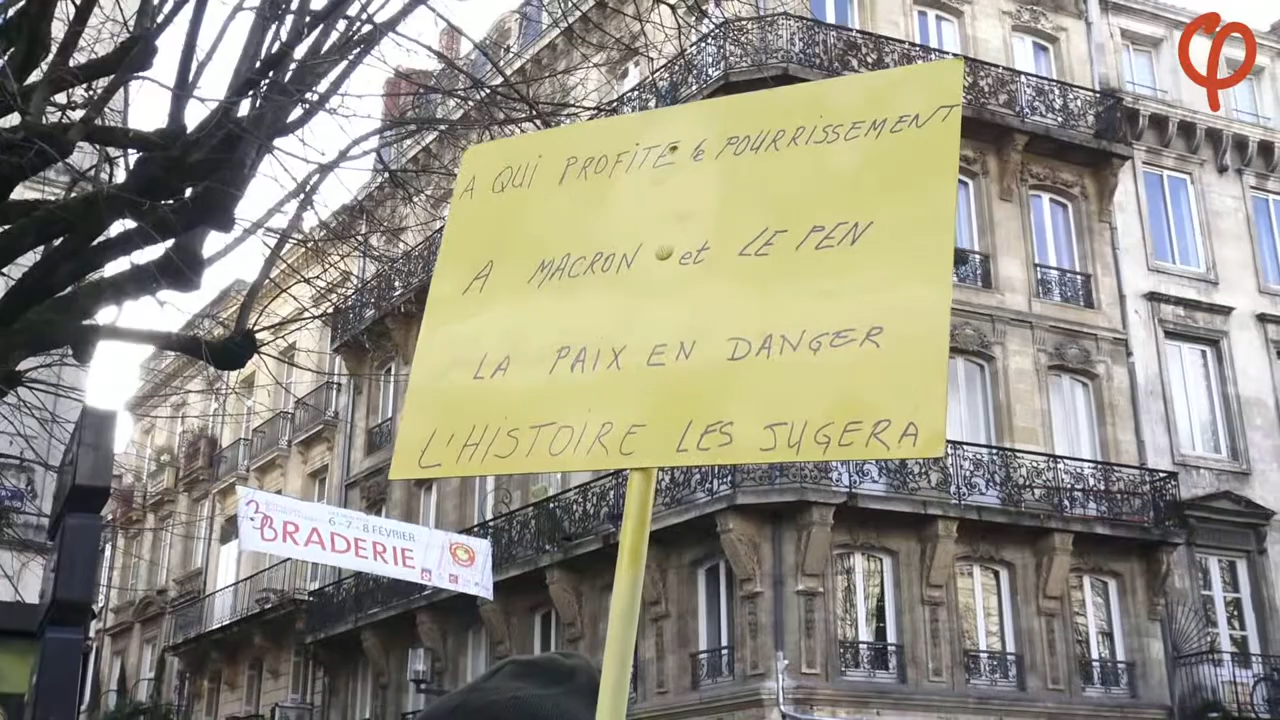 A QUI PROFITE le POURRISSEMENT
A MACRON et LE PEN
LA PAIX EN DANGER
L'HISTOIRE LES JUGERA
6-7-8 FÉVRIER
BRADERIE